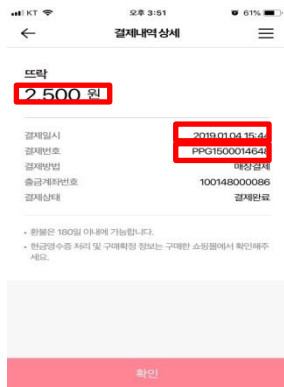 KT 오후 3:51 61%
결제내역상세
뜨락
2,500 원
결제일시 2019.01.04 15:44
결제번호 PPG1500014648
결제방법 매장결제
출금계좌번호 100148000086
결제상태 결제완료
• 환불은 180일 이내에 가능합니다.
• 현금영수증 처리 및 구매확정 정보는 구매한 쇼핑몰에서 확인해주
세요.
확인